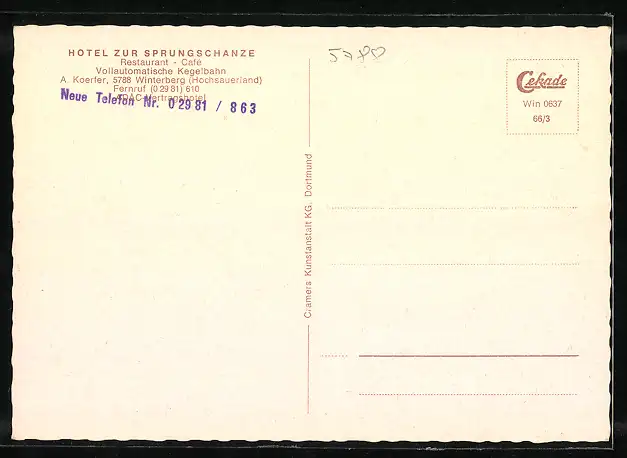 HOTEL ZUR SPRUNGSCHANZE
Restaurant - Café
Vollautomatische Kegelbahn
A. Koerfer, 5788 Winterberg (Hochsauerland)
Fernruf (0 29 81) 610
ADAC-Vertragshotel
Neue Telefon Nr. 0 29 81 / 863
Cramers Kunstanstalt KG. Dortmund
Cekade
Win 0637
66/3